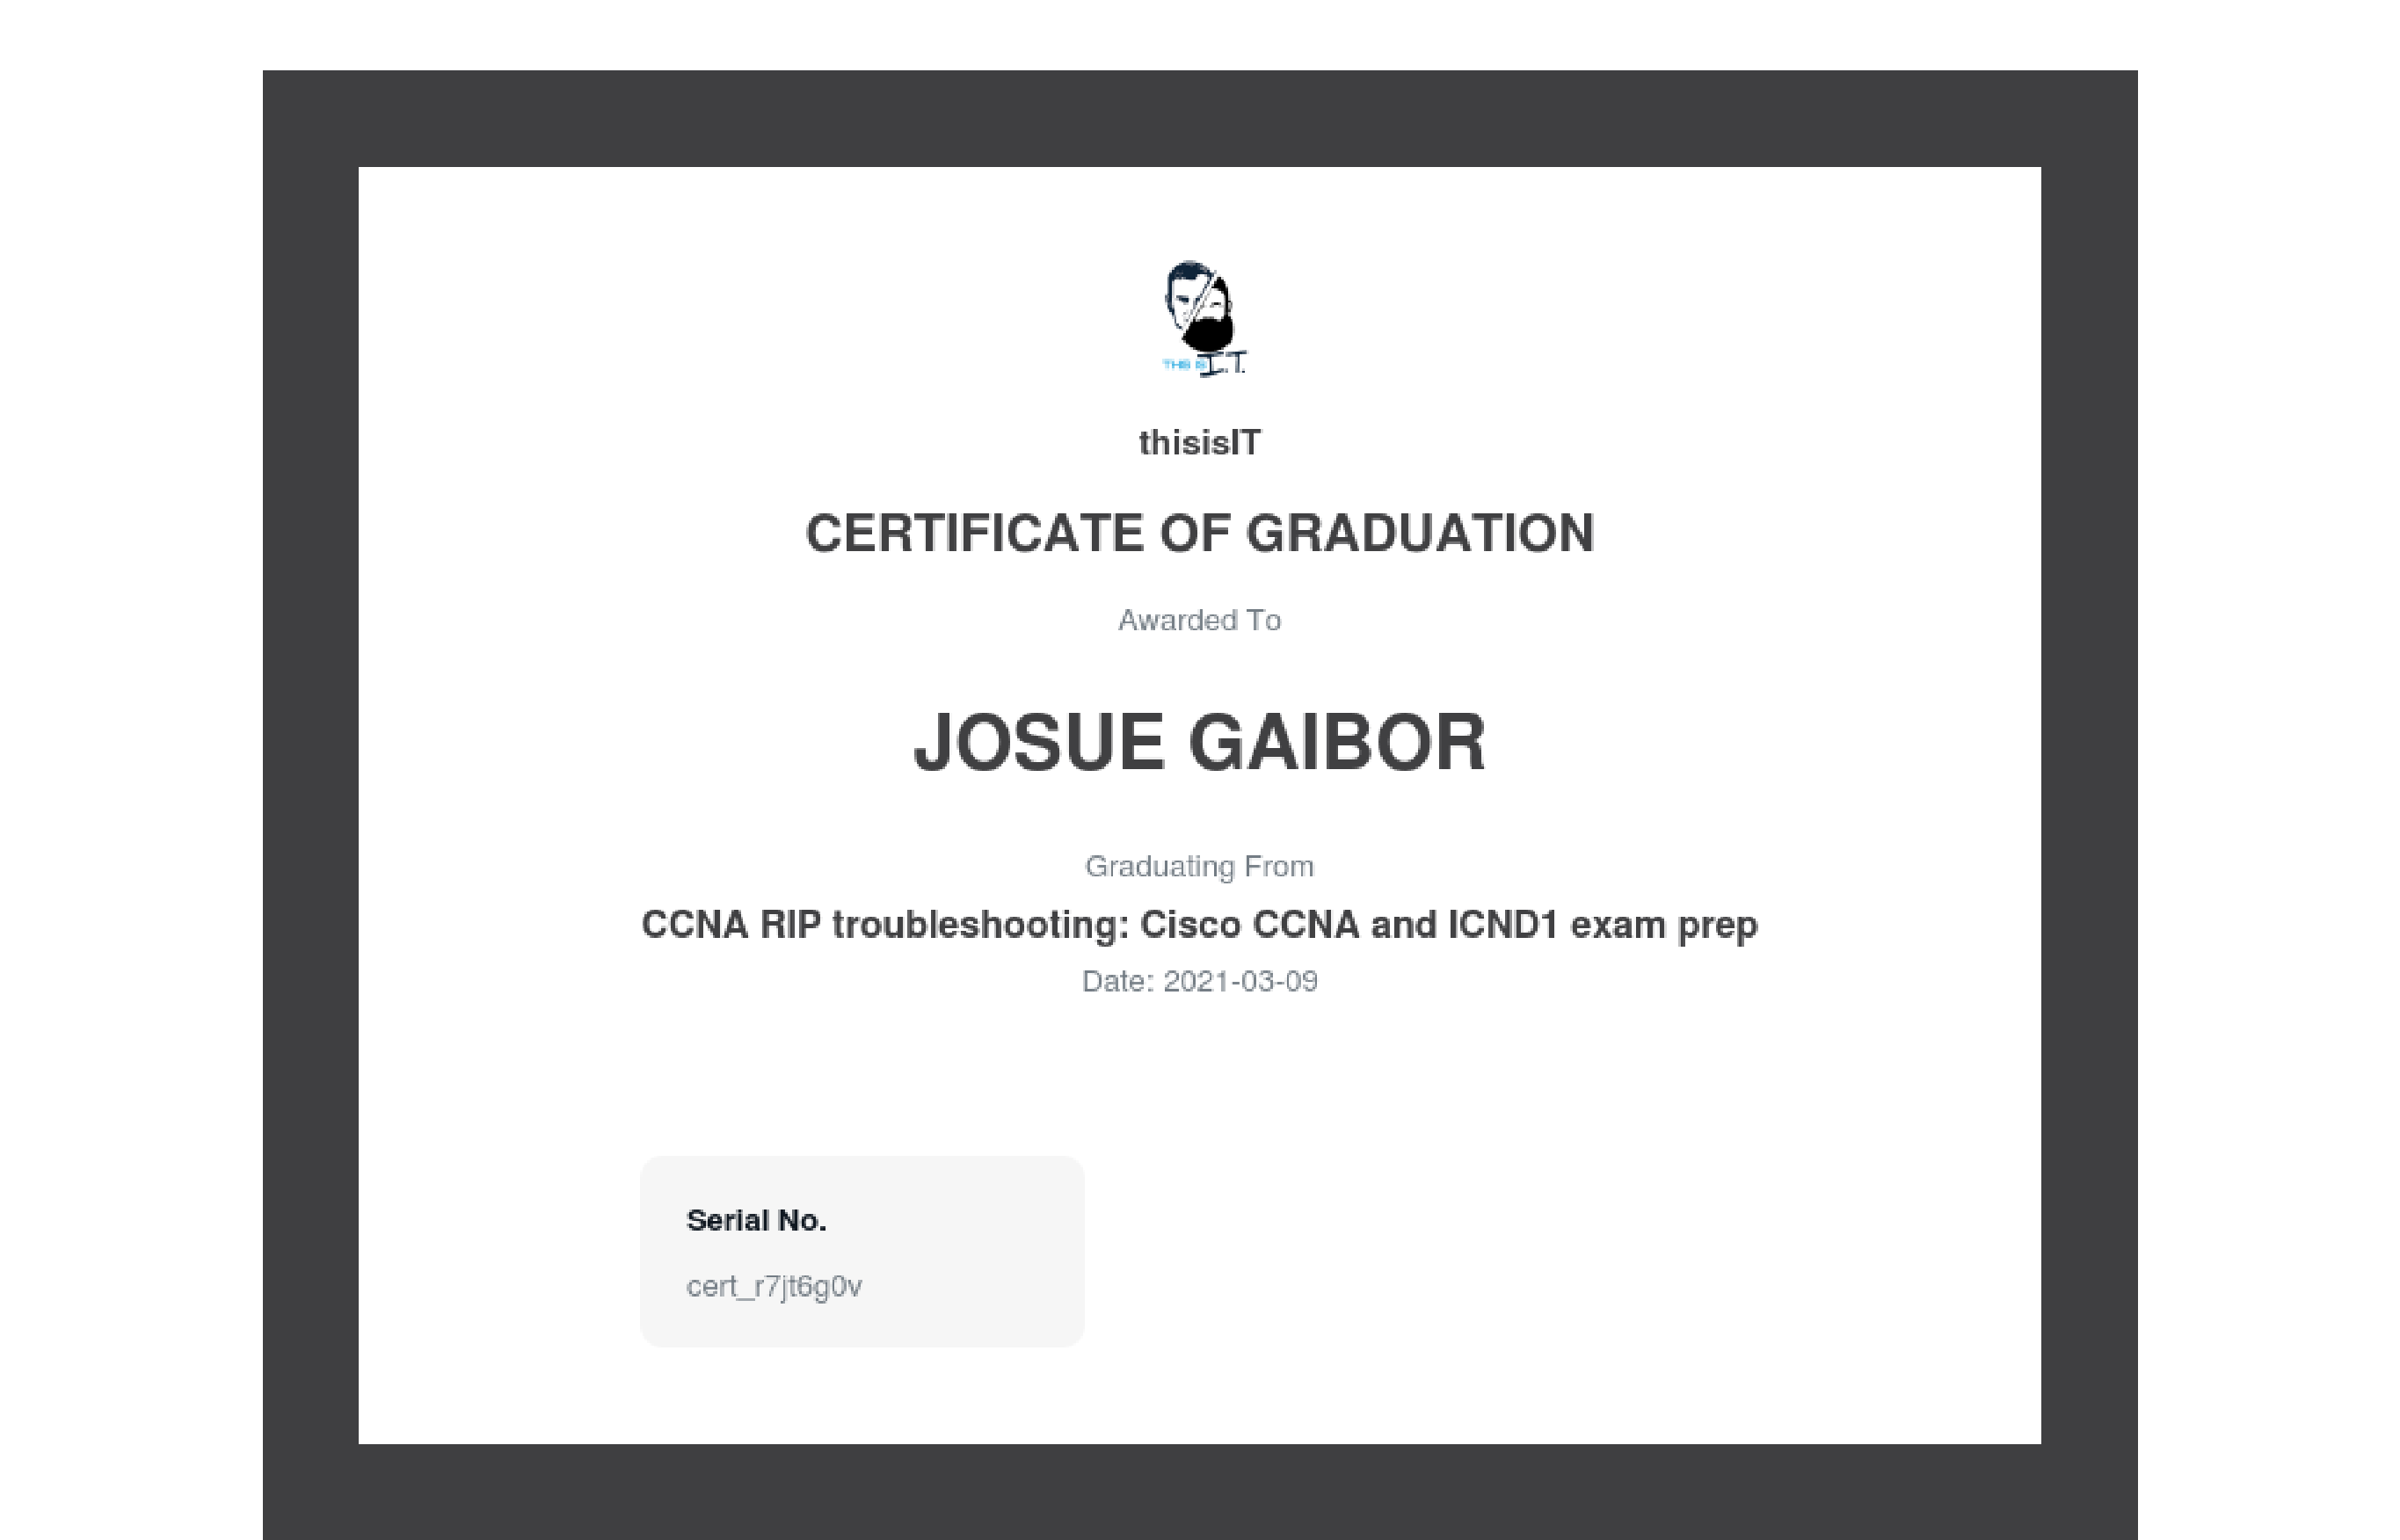 THIS IS I.T.
thisisIT
CERTIFICATE OF GRADUATION
Awarded To
JOSUE GAIBOR
Graduating From
CCNA RIP troubleshooting: Cisco CCNA and ICND1 exam prep
Date: 2021-03-09
Serial No.
cert_r7jt6g0v